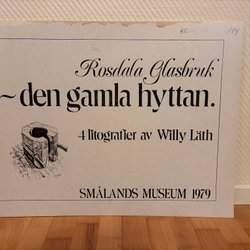 Rosdala Glasbruk
~den gamla hyttan.
4 litografier av Willy Läth
SMÅLANDS MUSEUM 1979